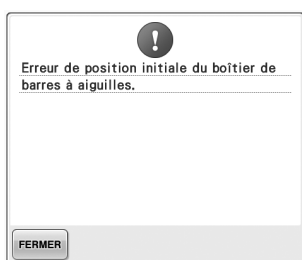 Erreur de position initiale du boîtier de
barres à aiguilles.
FERMER